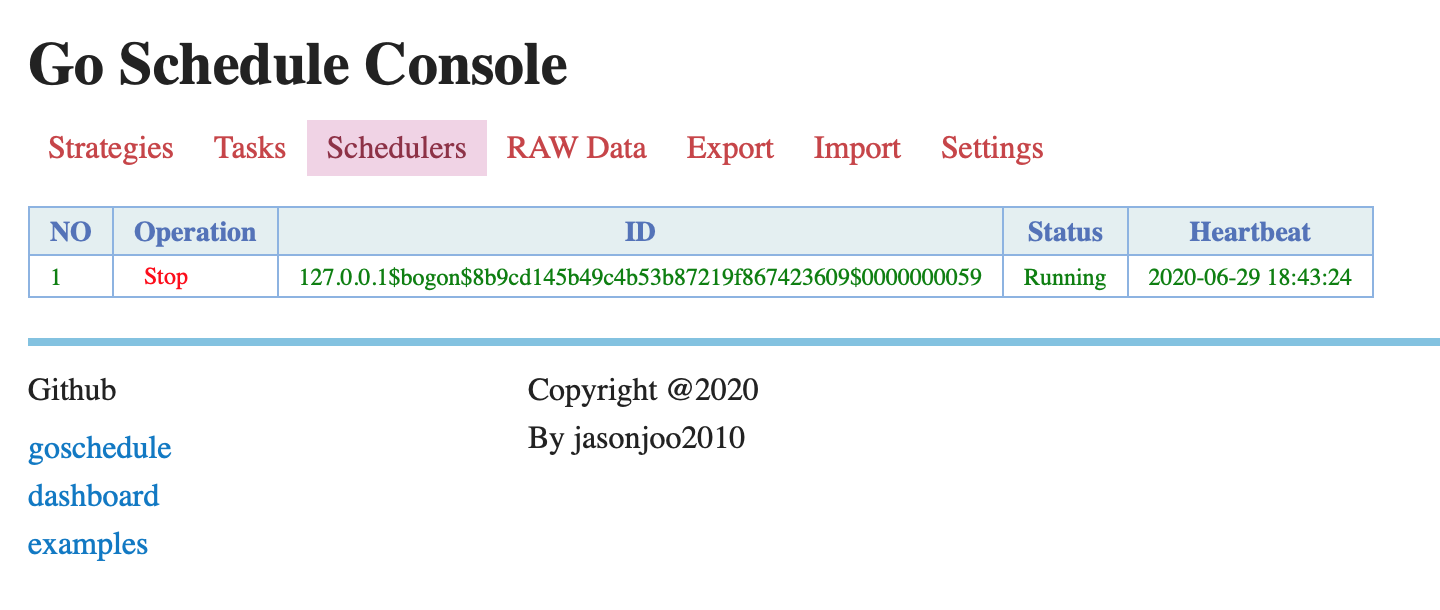 Go Schedule Console
Strategies Tasks Schedulers RAW Data Export Import Settings
NO Operation ID Status Heartbeat
1 Stop 127.0.0.1$bogon$8b9cd145b49c4b53b87219f867423609$0000000059 Running 2020-06-29 18:43:24
Github Copyright @2020
By jasonjoo2010
goschedule
dashboard
examples